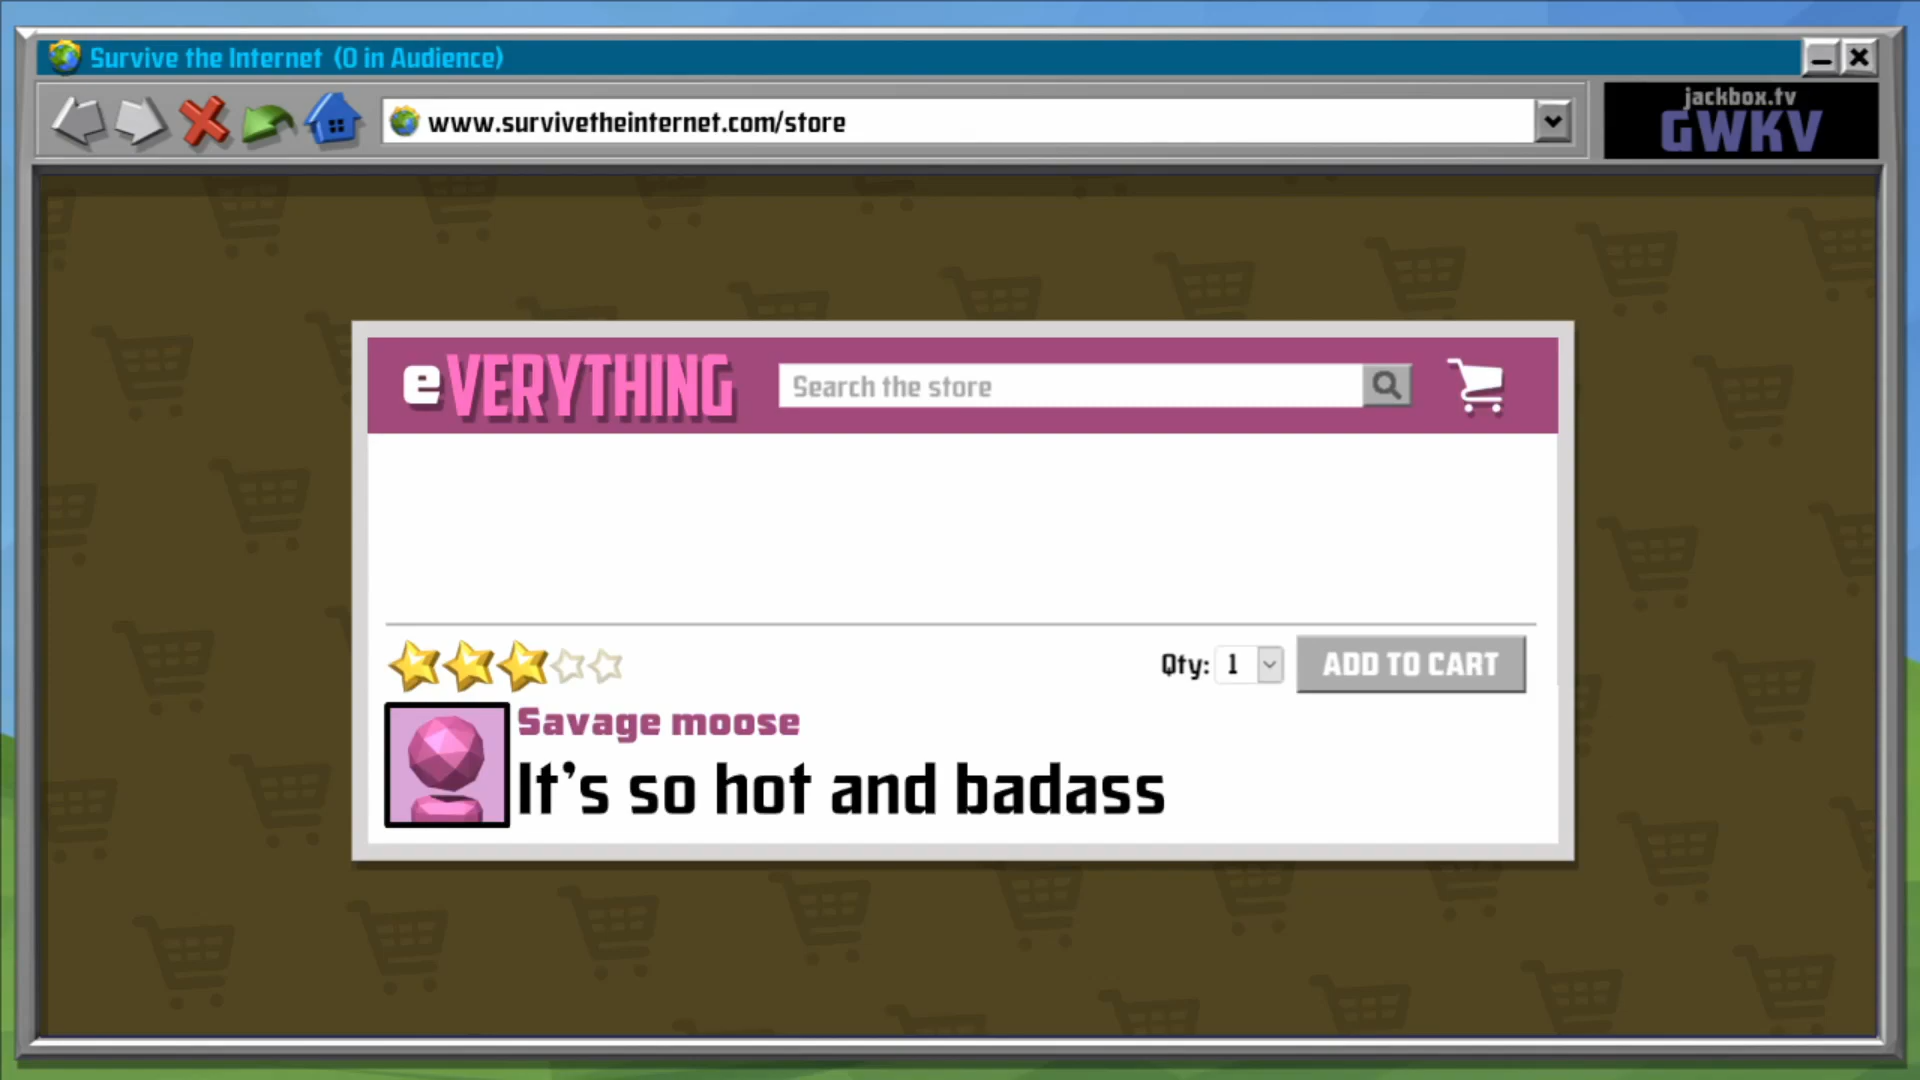 Survive the Internet (0 in Audience)
www.survivetheinternet.com/store
jackbox.tv
GWKV
eVERYTHING
Search the store
Qty: 1
ADD TO CART
Savage moose
It's so hot and badass